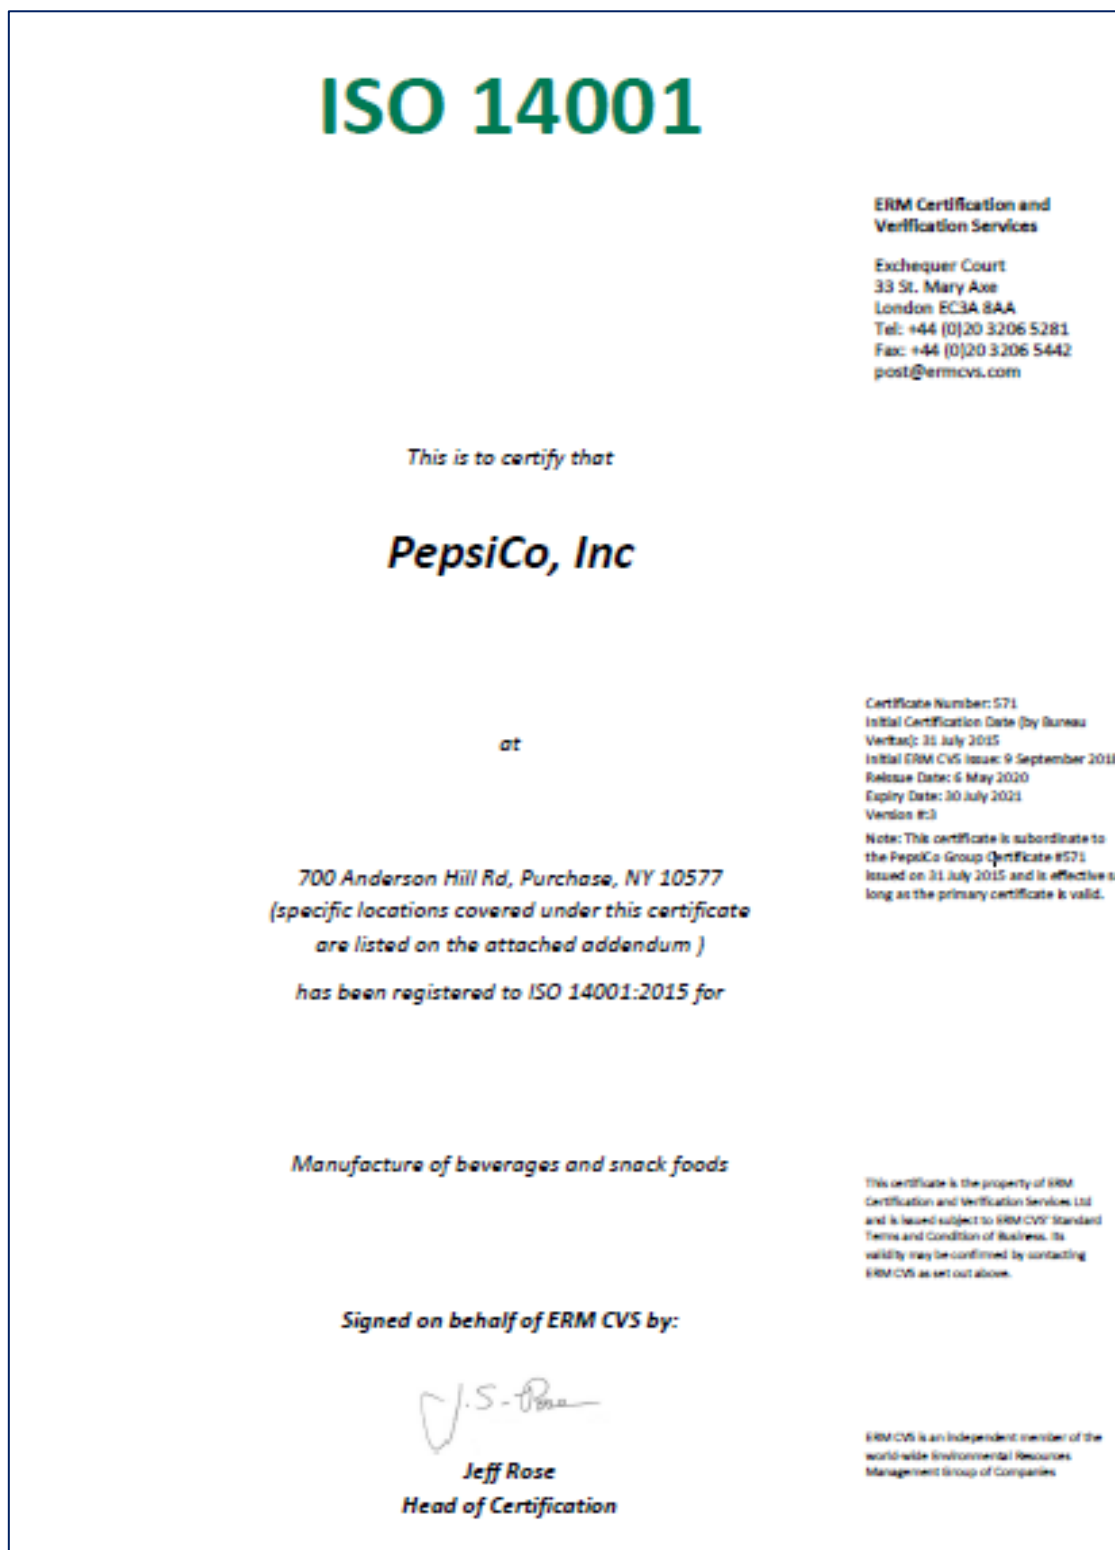 ISO 14001
ERM Certification and
Verification Services
Exchequer Court
33 St. Mary Axe
London EC3A 8AA
Tel: +44 (0)20 3206 5281
Fax: +44 (0)20 3206 5442
post@ermcvs.com
This is to certify that
PepsiCo, Inc
at
Certificate Number: 571
Initial Certification Date (by Bureau
Veritas): 31 July 2015
Initial ERM CVS Issue: 9 September 2018
Reissue Date: 6 May 2020
Expiry Date: 30 July 2021
Version #:3
Note: This certificate is subordinate to
the PepsiCo Group Certificate #571
issued on 31 July 2015 and is effective
long as the primary certificate is valid.
700 Anderson Hill Rd, Purchase, NY 10577
(specific locations covered under this certificate
are listed on the attached addendum )
has been registered to ISO 14001:2015 for
Manufacture of beverages and snack foods
This certificate is the property of ERM
Certification and Verification Services Ltd
and is issued subject to ERM CVS' Standard
Terms and Condition of Business. Its
validity may be confirmed by contacting
ERM CVS as set out above.
Signed on behalf of ERM CVS by:
J.S-Rose
Jeff Rose
Head of Certification
ERM CVS is an independent member of the
world-wide Environmental Resources
Management Group of Companies